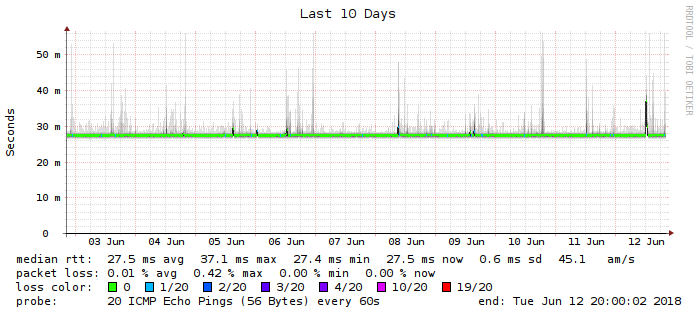 Last 10 Days
RRDTOOL / TOBI OETIKER
Seconds
50 m
40 m
30 m
20 m
10 m
0
03 Jun 04 Jun 05 Jun 06 Jun 07 Jun 08 Jun 09 Jun 10 Jun 11 Jun 12 Jun
median rtt: 27.5 ms avg 37.1 ms max 27.4 ms min 27.5 ms now 0.6 ms sd 45.1 am/s
packet loss: 0.01 % avg 0.42 % max 0.00 % min 0.00 % now
loss color: 0 1/20 2/20 3/20 4/20 10/20 19/20
probe: 20 ICMP Echo Pings (56 Bytes) every 60s end: Tue Jun 12 20:00:02 2018